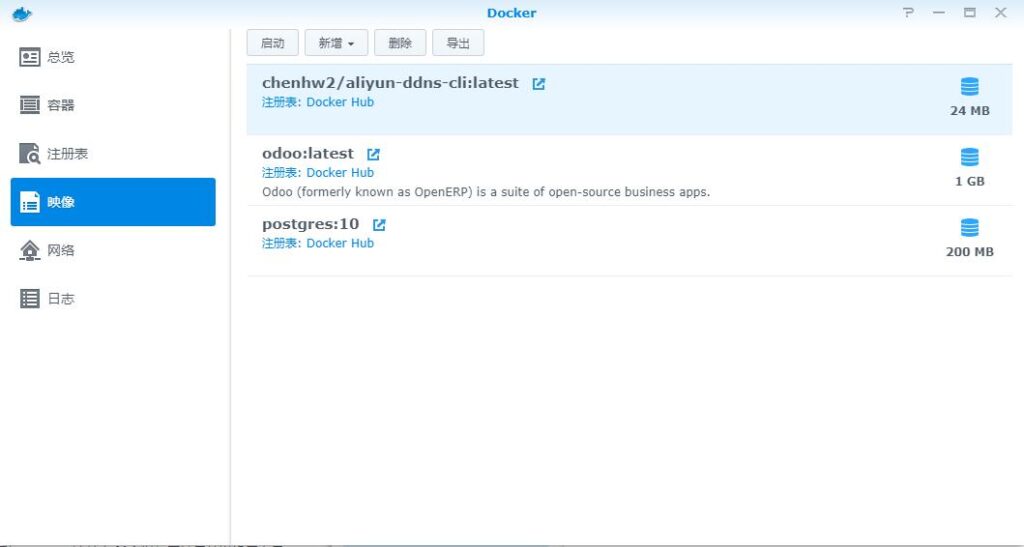 Docker
总览
容器
注册表
映像
网络
日志
启动 新增 删除 导出
chenhw2/aliyun-ddns-cli:latest
注册表: Docker Hub
24 MB
odoo:latest
注册表: Docker Hub
Odoo (formerly known as OpenERP) is a suite of open-source business apps.
1 GB
postgres:10
注册表: Docker Hub
200 MB